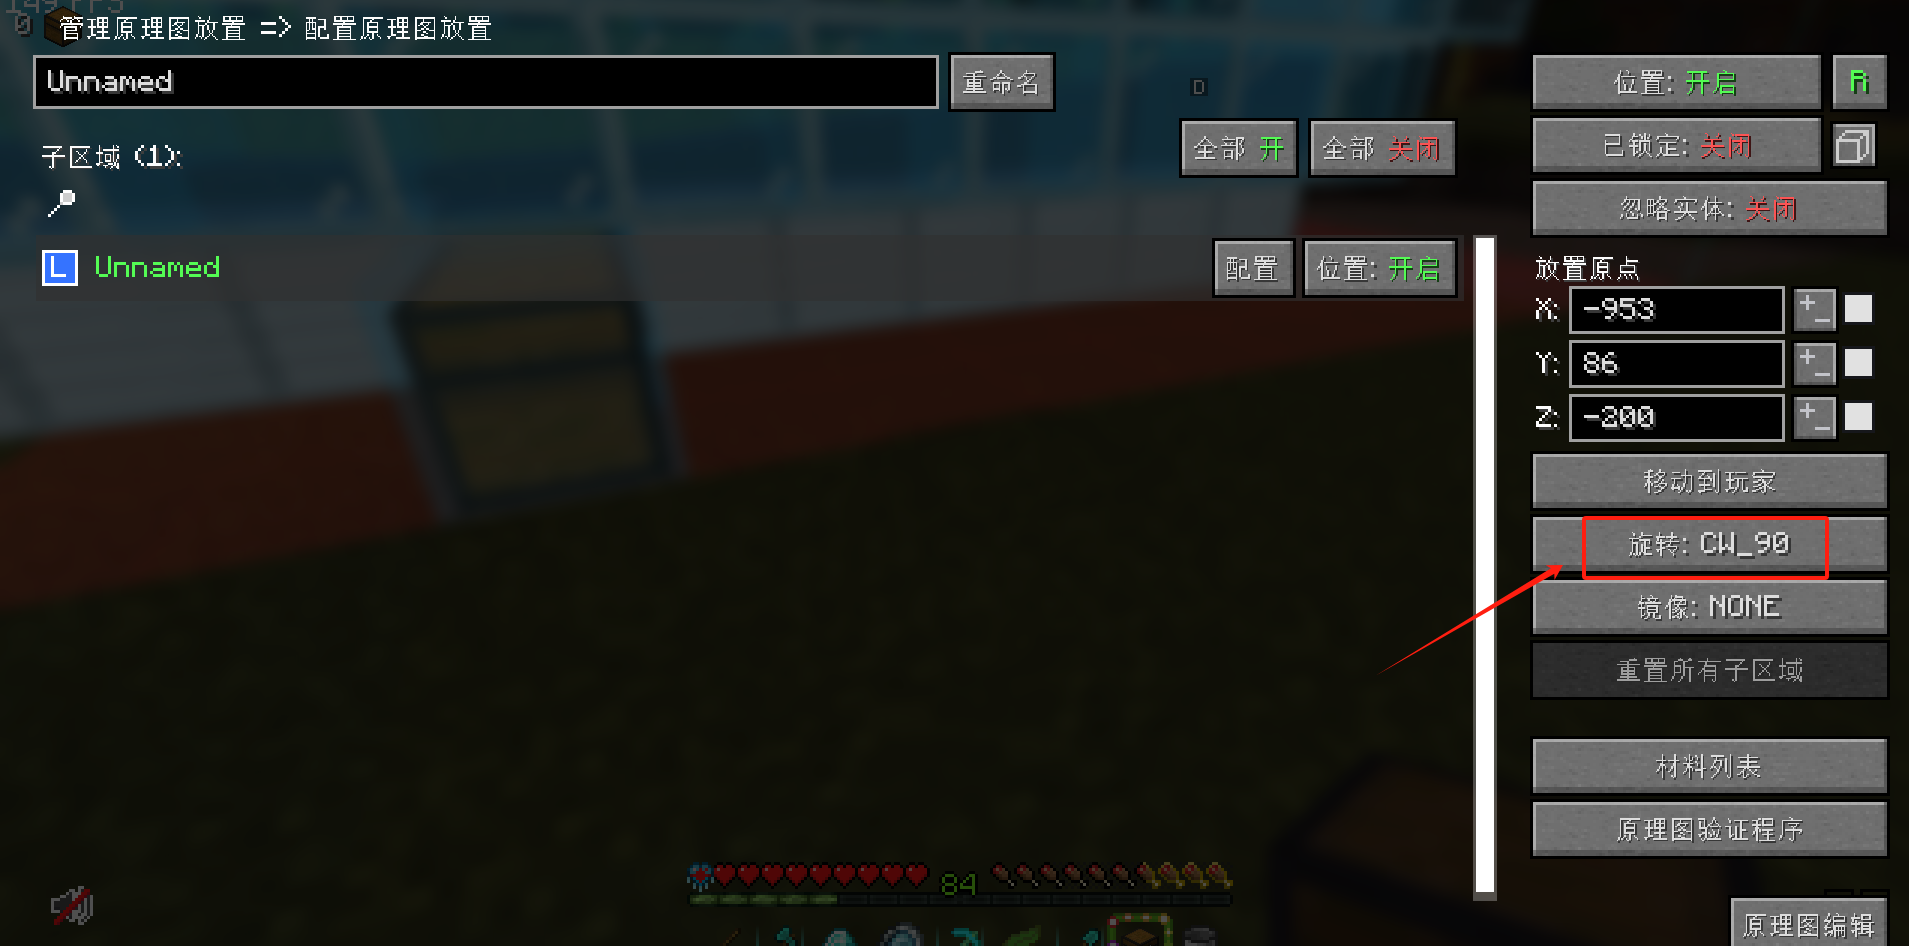 149 FPS
0 管理原理图放置 => 配置原理图放置
Unnamed 重命名
D
位置: 开启 R
全部 开 全部 关闭
已锁定: 关闭
子区域 (1):
忽略实体: 关闭
L Unnamed 配置 位置: 开启
放置原点
X: -953 +-
Y: 86 +-
Z: -200 +-
移动到玩家
旋转: CW_90
镜像: NONE
重置所有子区域
材料列表
原理图验证程序
84
原理图编辑